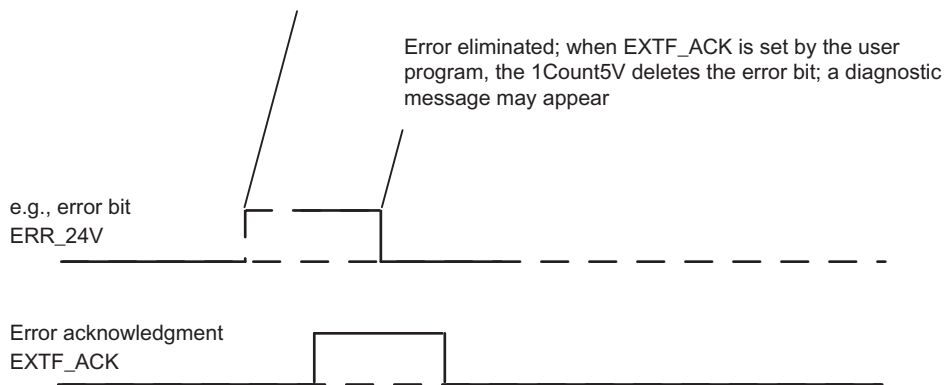 Error eliminated; when EXTF_ACK is set by the user
program, the 1Count5V deletes the error bit; a diagnostic
message may appear
e.g., error bit
ERR_24V
Error acknowledgment
EXTF_ACK